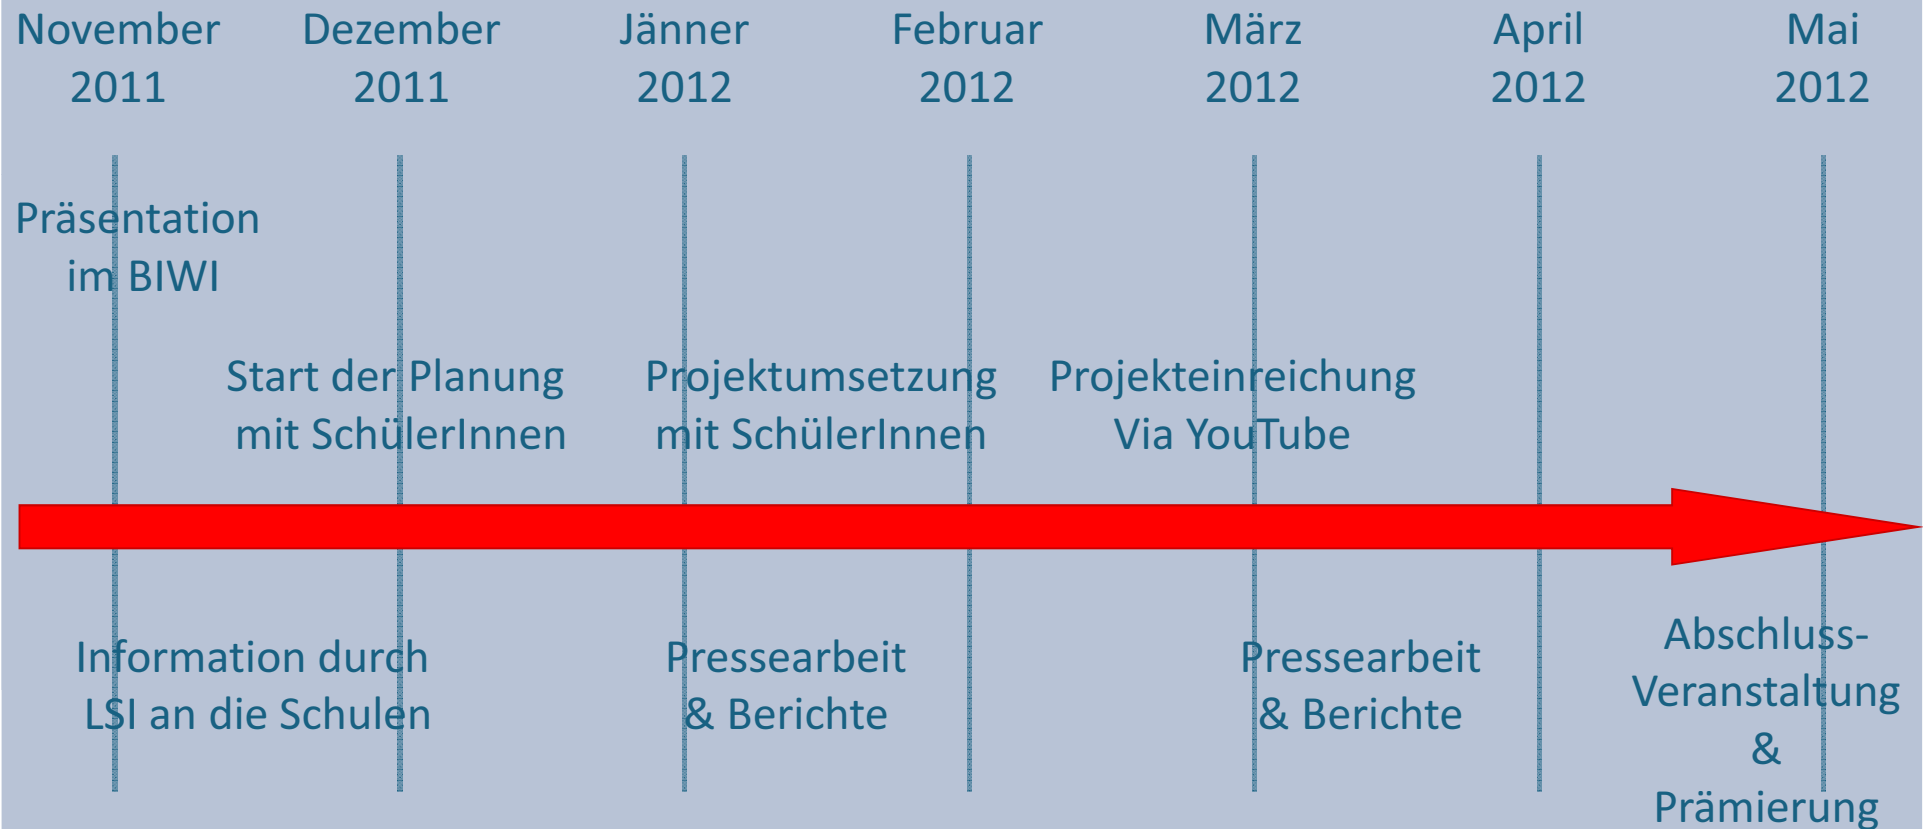 November
2011
Dezember
2011
Jänner
2012
Februar
2012
März
2012
April
2012
Mai
2012
Präsentation
im BIWI
Start der Planung
mit SchülerInnen
Projektumsetzung
mit SchülerInnen
Projekteinreichung
Via YouTube
Information durch
LSI an die Schulen
Pressearbeit
& Berichte
Pressearbeit
& Berichte
Abschluss-
Veranstaltung
&
Prämierung